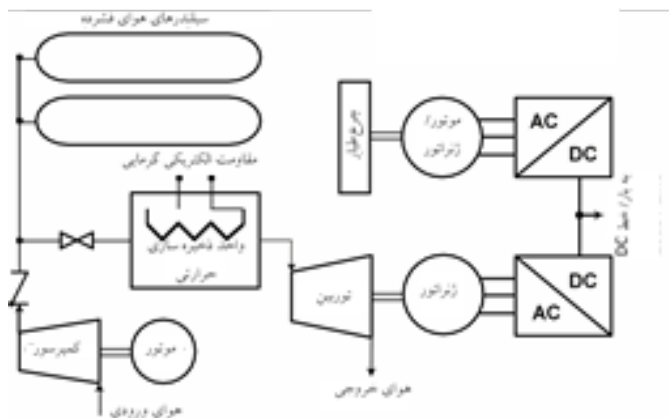 سیلندرهای هوای فشرده
چرخ طیار
موتور/
ژنراتور
AC
DC
به بار/ خط DC
مقاومت الکتریکی گرمایی
واحد ذخیره سازی
حرارتی
توربین
ژنراتور
DC
AC
کمپرسور
موتور
هوای خروجی
هوای ورودی